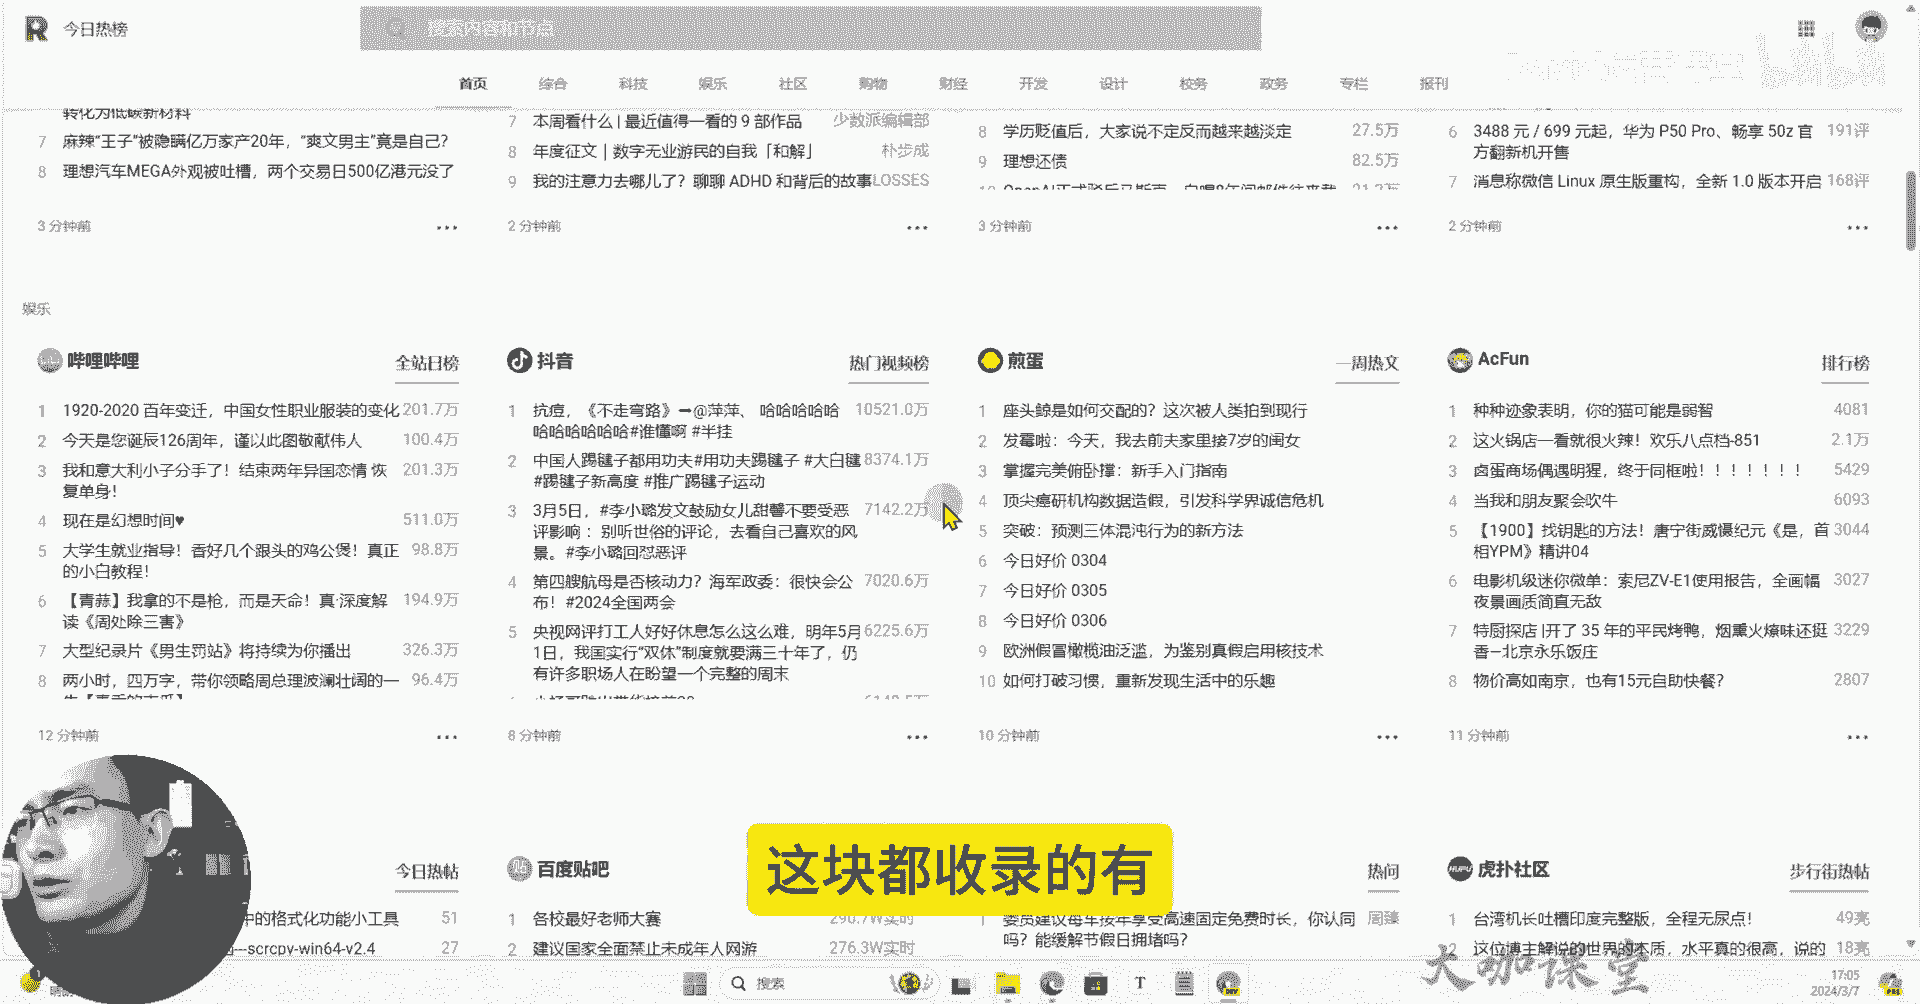 今日热榜
搜索内容和节点
bilibili
首页 综合 科技 娱乐 社区 购物 财经 开发 设计 校务 政务 专栏 报刊
转化为低碳新材料
7 麻辣“王子”被隐瞒亿万家产20年，“爽文男主”竟是自己？
8 理想汽车MEGA外观被吐槽，两个交易日500亿港元没了
3 分钟前
7 本周看什么 | 最近值得一看的 9 部作品 少数派编辑部
8 年度征文｜数字无业游民的自我「和解」 朴步成
9 我的注意力去哪儿了？聊聊 ADHD 和背后的故事 LOSSES
2 分钟前
8 学历贬值后，大家说不定反而越来越淡定 27.5万
9 理想还债 82.5万
3 分钟前
6 3488 元 / 699 元起，华为 P50 Pro、畅享 50z 官 191评
方翻新机开售
7 消息称微信 Linux 原生版重构，全新 1.0 版本开启 168评
2 分钟前
娱乐
哔哩哔哩 全站日榜
1 1920-2020 百年变迁，中国女性职业服装的变化 201.7万
2 今天是您诞辰126周年，谨以此图敬献伟人 100.4万
3 我和意大利小子分手了！结束两年异国恋情 恢 201.3万
复单身！
4 现在是幻想时间♥ 511.0万
5 大学生就业指导！香好几个跟头的鸡公煲！真正 98.8万
的小白教程！
6 【青蒜】我拿的不是枪，而是天命！真·深度解 194.9万
读《周处除三害》
7 大型纪录片《男生罚站》将持续为你播出 326.3万
8 两小时，四万字，带你领略周总理波澜壮阔的一 96.4万
12 分钟前
抖音 热门视频榜
1 抗痘，《不走弯路》➡@萍萍、 哈哈哈哈哈 10521.0万
哈哈哈哈哈哈#谁懂啊 #半挂
2 中国人踢毽子都用功夫#用功夫踢毽子 #大白毽 8374.1万
#踢毽子新高度 #推广踢毽子运动
3 3月5日，#李小璐发文鼓励女儿甜馨不要受恶 7142.2万
评影响 ：别听世俗的评论，去看自己喜欢的风
景。#李小璐回怼恶评
4 第四艘航母是否核动力？海军政委：很快会公 7020.6万
布！#2024全国两会
5 央视网评打工人好好休息怎么这么难，明年5月 6225.6万
1日，我国实行“双休”制度就要满三十年了，仍
有许多职场人在盼望一个完整的周末
8 分钟前
煎蛋 一周热文
1 座头鲸是如何交配的？这次被人类拍到现行
2 发霉啦：今天，我去前夫家里接7岁的闺女
3 掌握完美俯卧撑：新手入门指南
4 顶尖癌研机构数据造假，引发科学界诚信危机
5 突破：预测三体混沌行为的新方法
6 今日好价 0304
7 今日好价 0305
8 今日好价 0306
9 欧洲假冒橄榄油泛滥，为鉴别真假启用核技术
10 如何打破习惯，重新发现生活中的乐趣
10 分钟前
AcFun 排行榜
1 种种迹象表明，你的猫可能是弱智 4081
2 这火锅店一看就很火辣！欢乐八点档-851 2.1万
3 卤蛋商场偶遇明猩，终于同框啦！！！！！！！ 5429
4 当我和朋友聚会吹牛 6093
5 【1900】找钥匙的方法！唐宁街威慑纪元《是，首 3044
相YPM》精讲04
6 电影机级迷你微单：索尼ZV-E1使用报告，全画幅 3027
夜景画质简直无敌
7 特厨探店 |开了 35 年的平民烤鸭，烟熏火燎味还挺 3229
香—北京永乐饭庄
8 物价高如南京，也有15元自助快餐？ 2807
11 分钟前
今日热帖
中的格式化功能小工具 51
---scrcpy-win64-v2.4 27
百度贴吧
1 各校最好老师大赛 290.7W实时
2 建议国家全面禁止未成年人网游 276.3W实时
这块都收录的有
热问
1 委员建议每车按年享受高速固定免费时长，你认同 周臻
吗？能缓解节假日拥堵吗？
虎扑社区 步行街热帖
1 台湾机长吐槽印度完整版，全程无尿点！ 49亮
2 这位博主解说的世界的本质，水平真的很高，说的 18亮
大咖课堂
搜索
17:05
2024/3/7